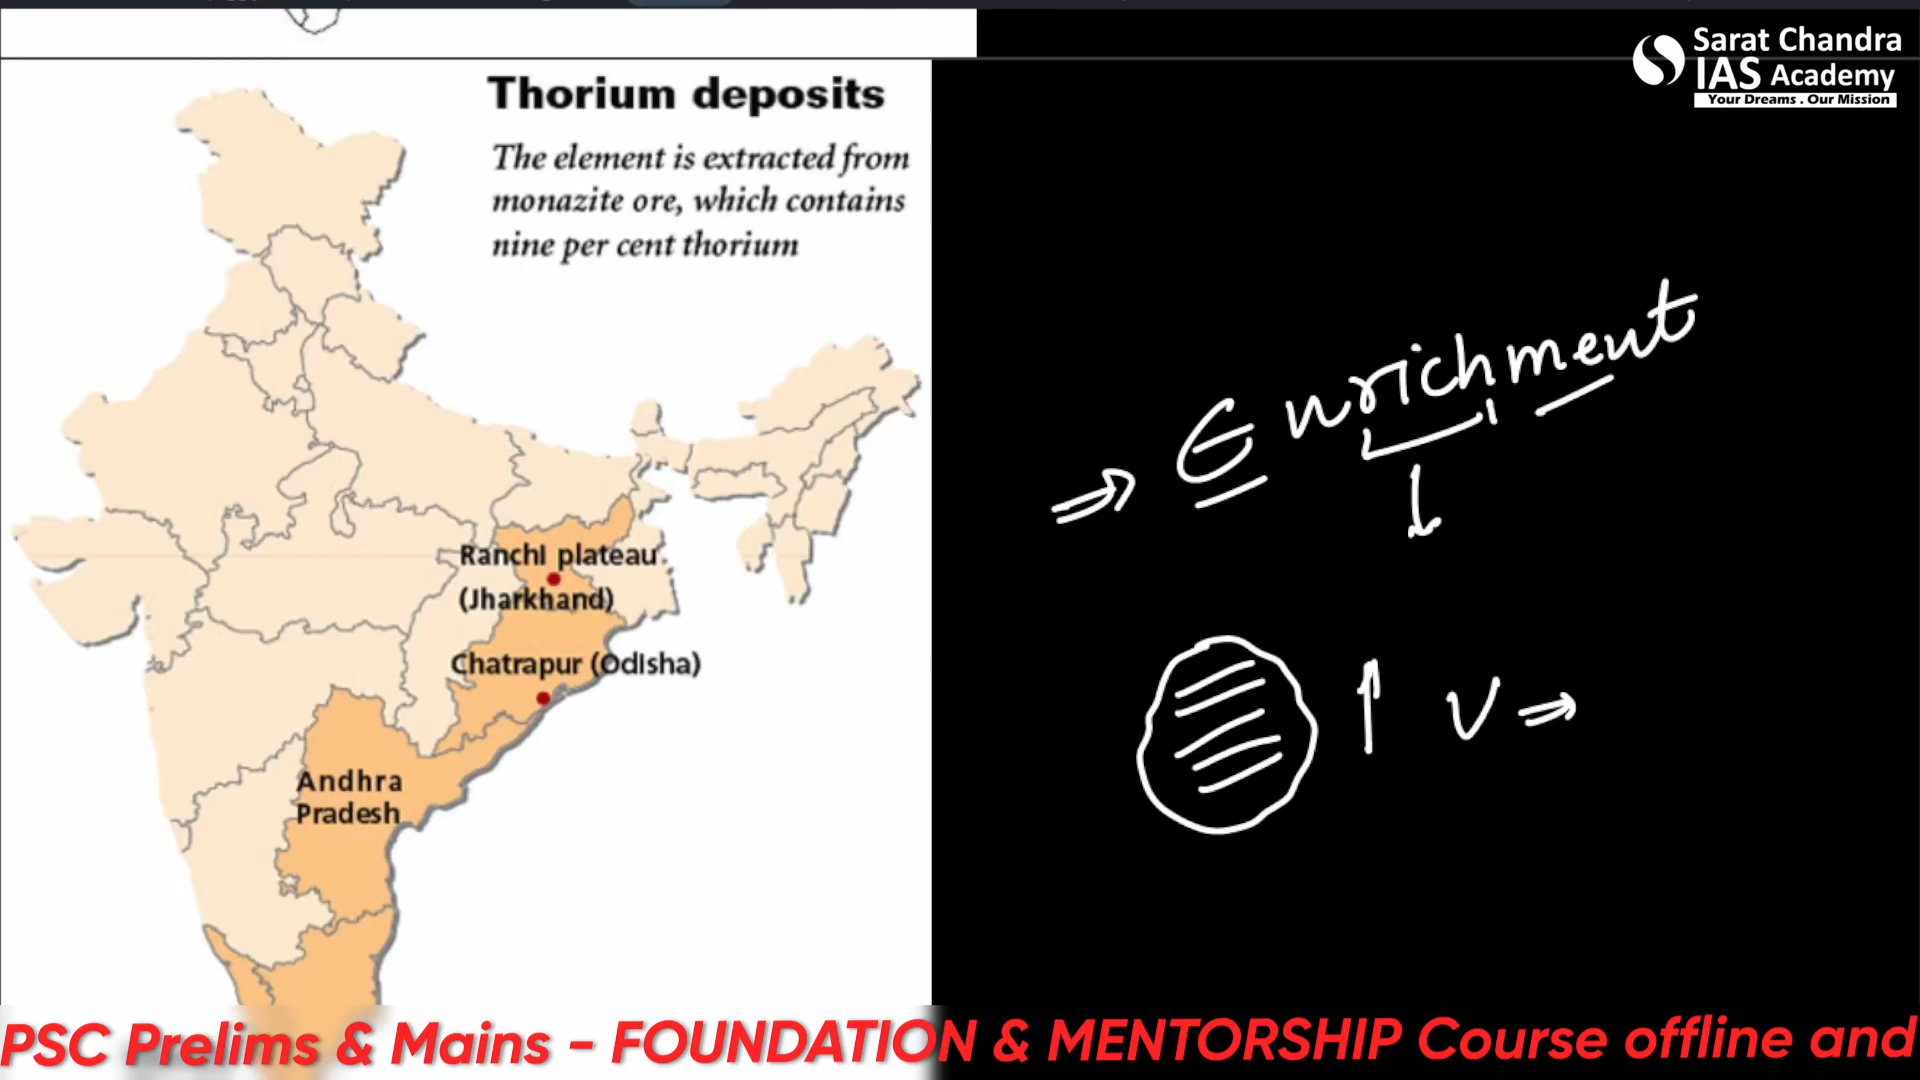 Sarat Chandra
IAS Academy
Your Dreams . Our Mission
Thorium deposits
The element is extracted from
monazite ore, which contains
nine per cent thorium
Ranchi plateau
(Jharkhand)
Chatrapur (Odisha)
Andhra
Pradesh
⇒ Enrichment
↑ U ⇒
PSC Prelims & Mains - FOUNDATION & MENTORSHIP Course offline and